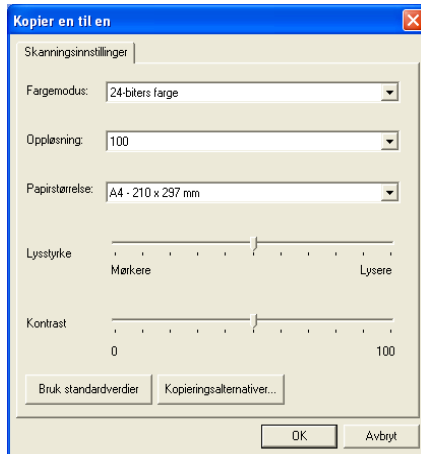 Kopier en til en
Skanningsinnstillinger
Fargemodus: 24-biters farge
Oppløsning: 100
Papirstørrelse: A4 - 210 x 297 mm
Lysstyrke
Mørkere Lysere
Kontrast
0 100
Bruk standardverdier Kopieringsalternativer...
OK Avbryt